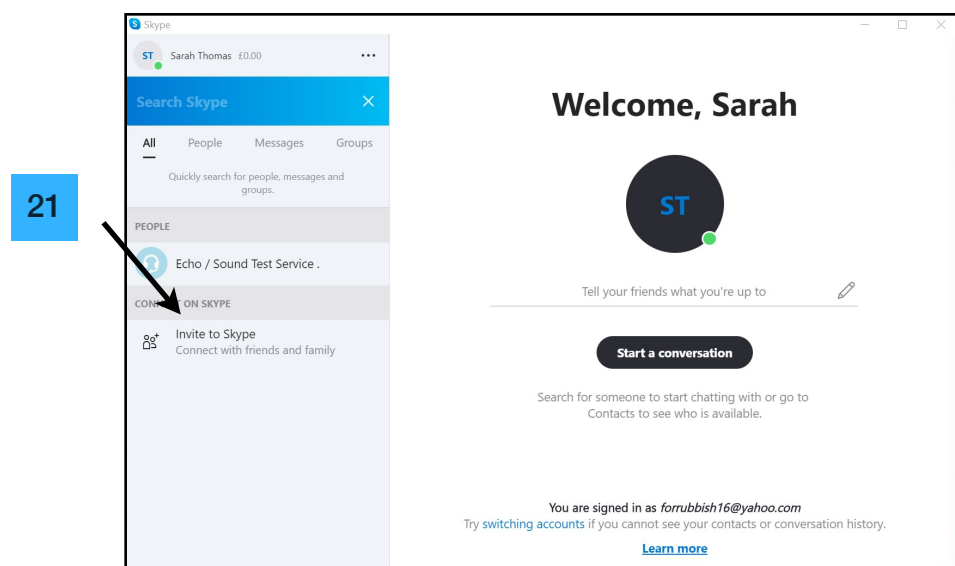 Skype
ST Sarah Thomas £0.00
Search Skype
All People Messages Groups
Quickly search for people, messages and
groups.
21
PEOPLE
Echo / Sound Test Service .
ON SKYPE
Invite to Skype
Connect with friends and family
Welcome, Sarah
ST
Tell your friends what you're up to
Start a conversation
Search for someone to start chatting with or go to
Contacts to see who is available.
You are signed in as forrubbish16@yahoo.com
Try switching accounts if you cannot see your contacts or conversation history.
Learn more